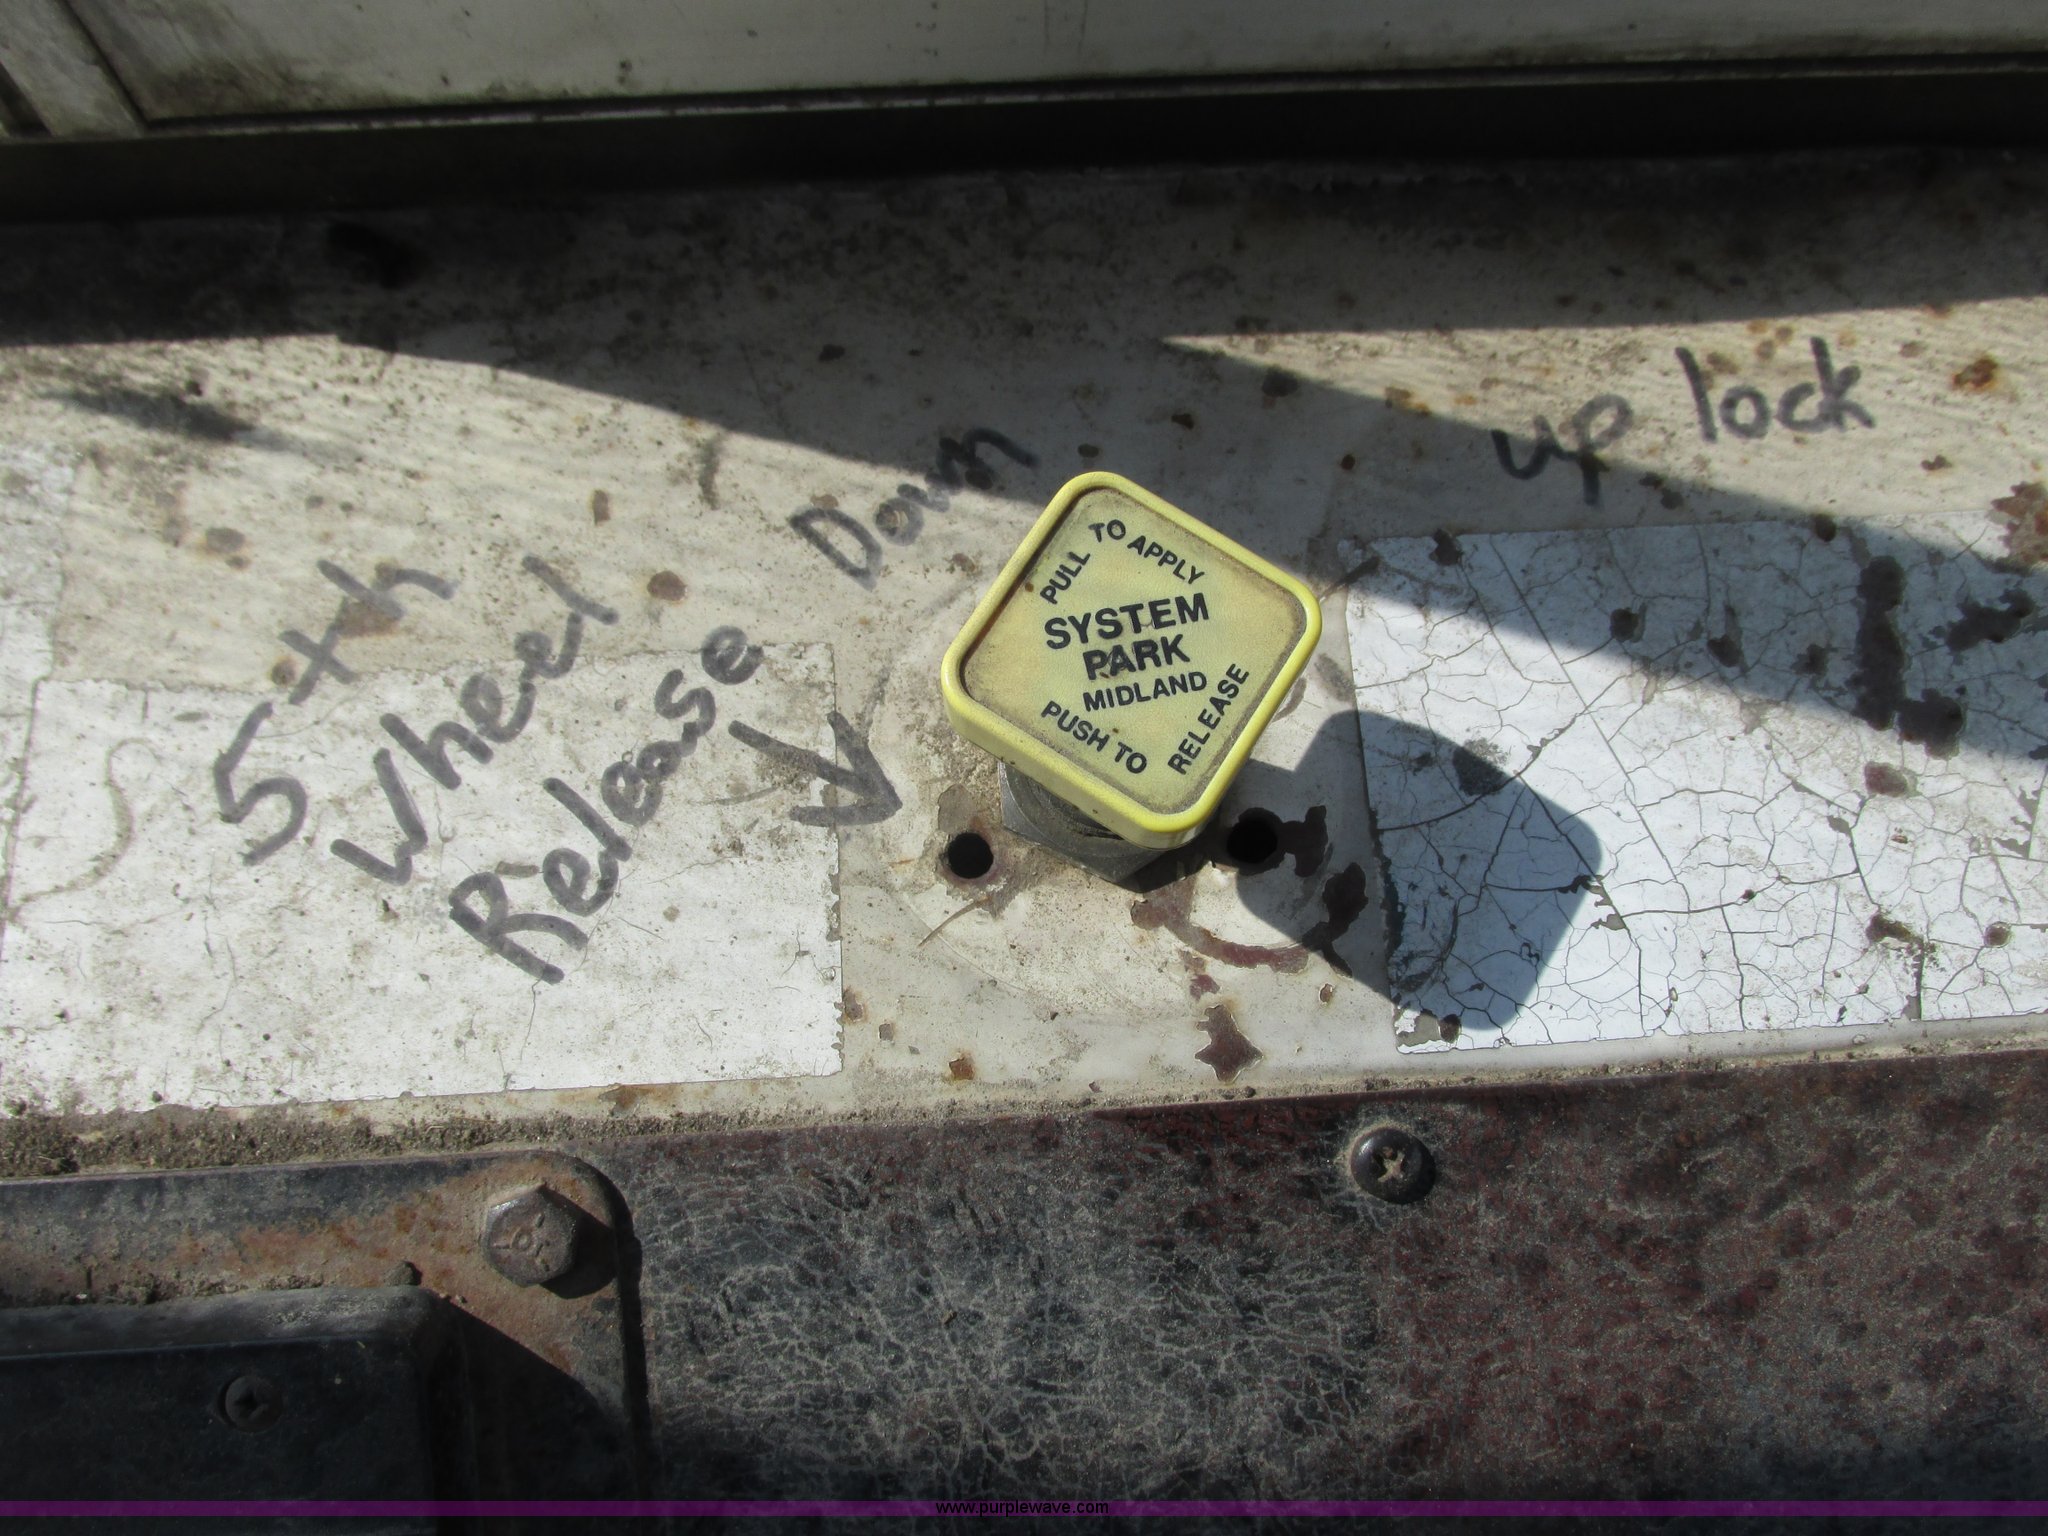 5th
wheel
Release
Down
up lock
PULL TO APPLY
SYSTEM
PARK
MIDLAND
PUSH TO RELEASE
www.purplewave.com